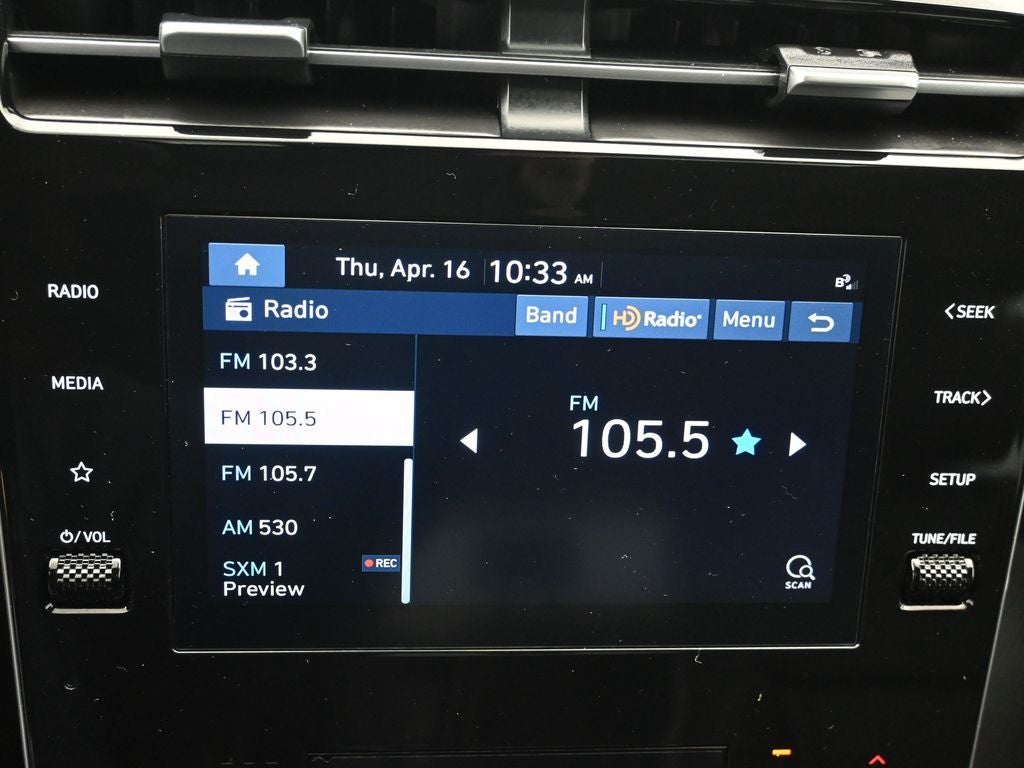 Thu, Apr. 16 10:33 AM
B
RADIO
Radio
Band
HD Radio
Menu
<SEEK
FM 103.3
MEDIA
FM 105.5
FM
105.5
TRACK>
FM 105.7
SETUP
AM 530
/VOL
TUNE/FILE
SXM 1
Preview
REC
SCAN